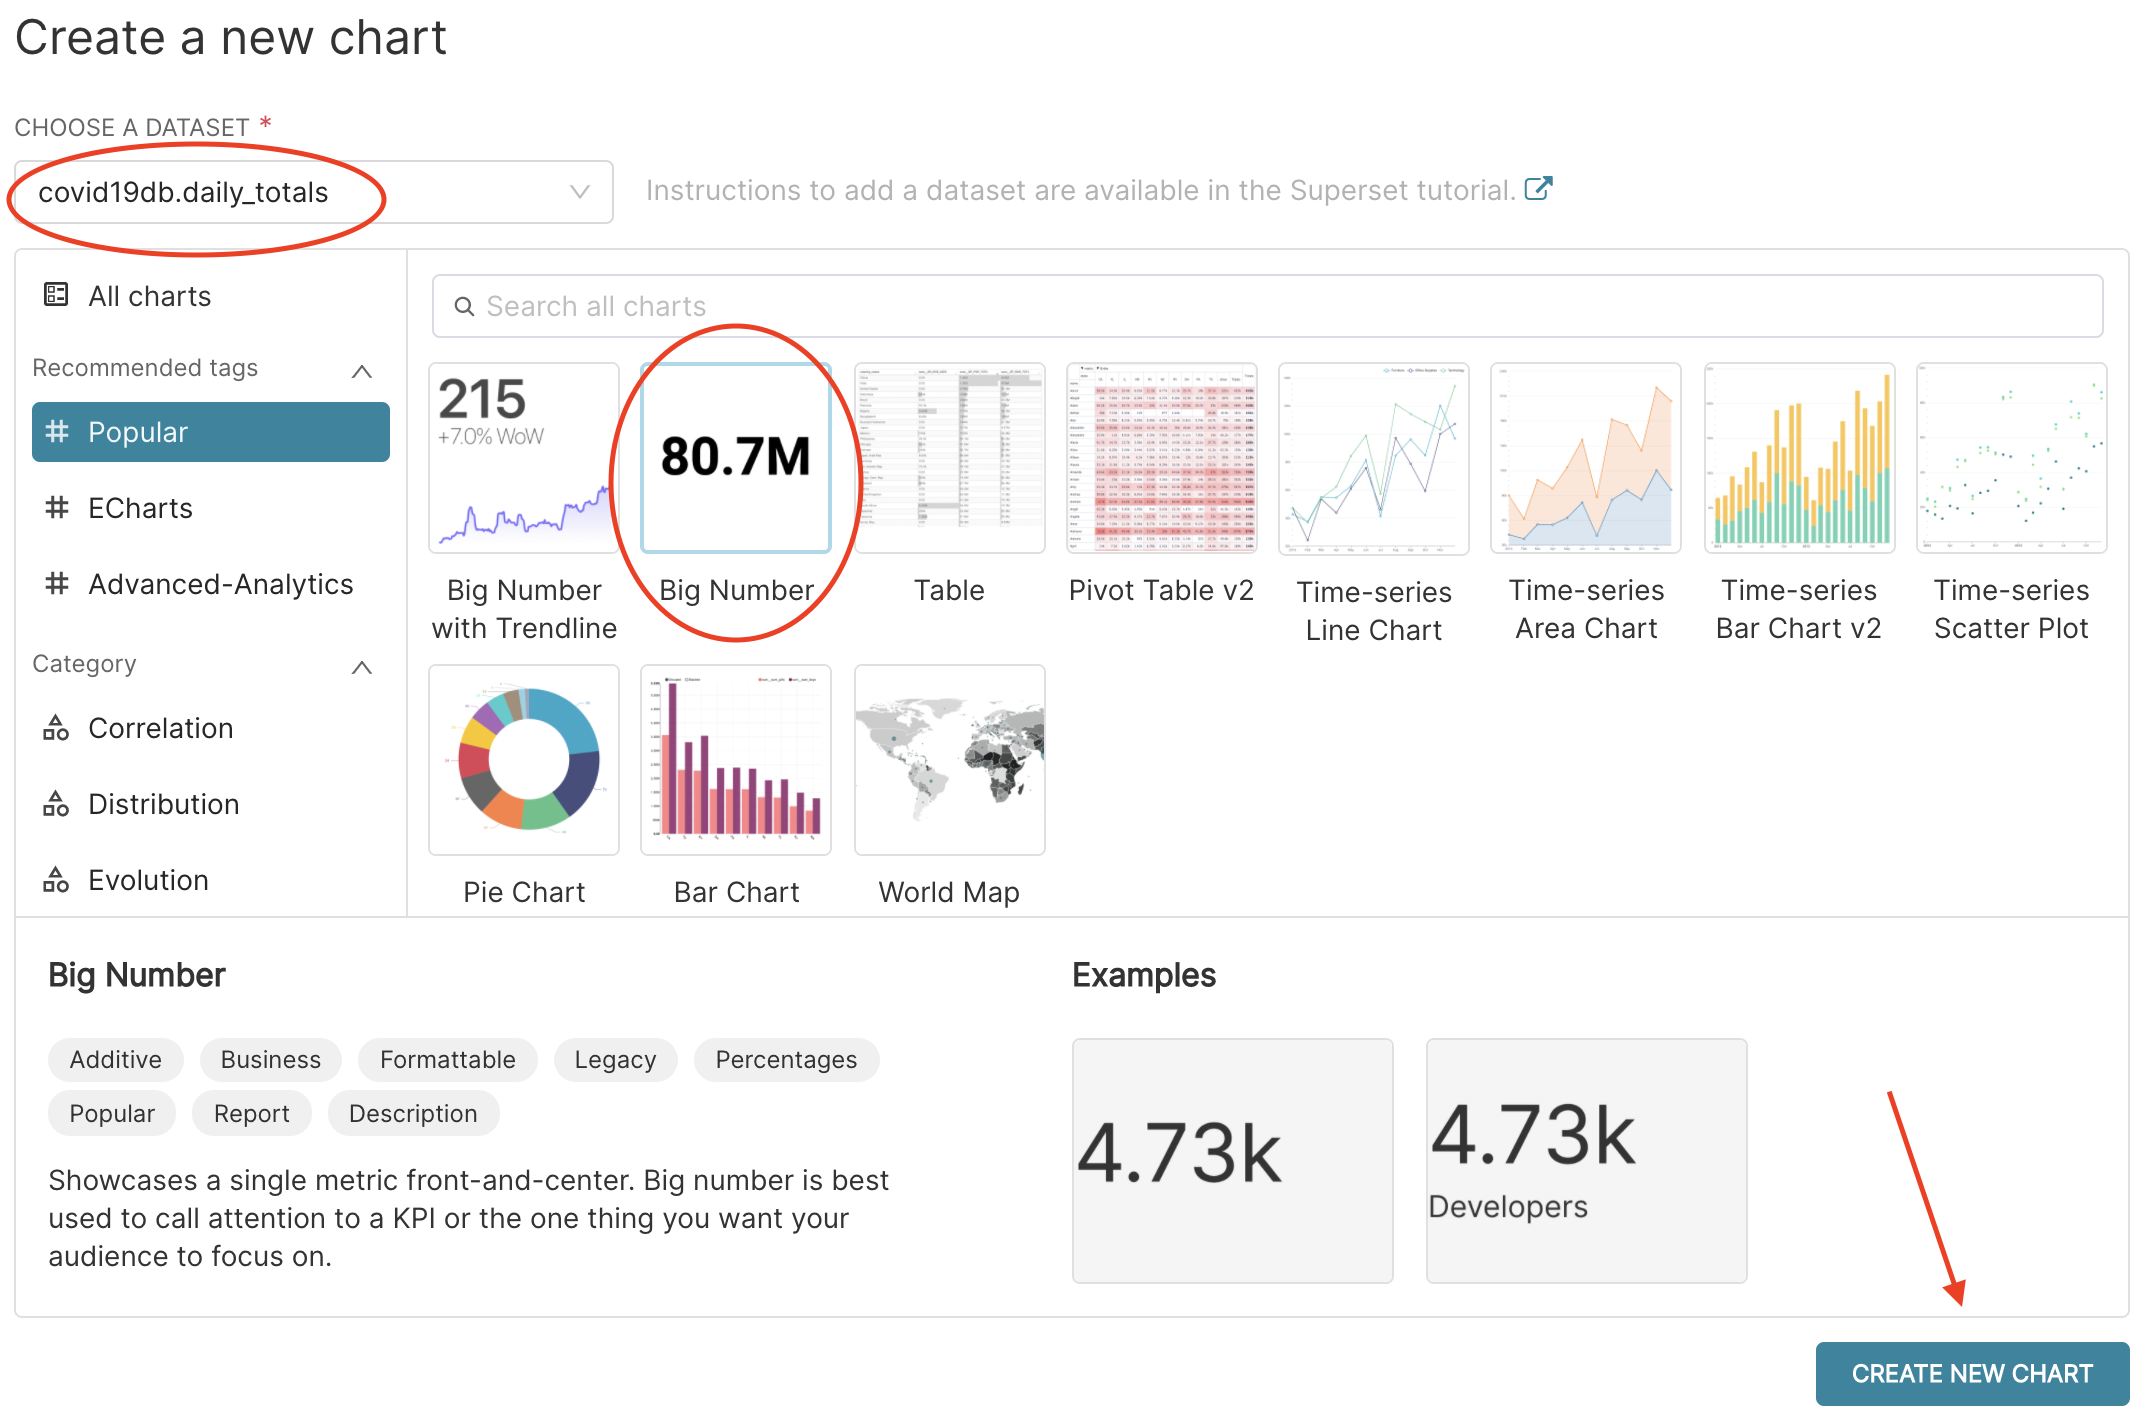 Create a new chart
CHOOSE A DATASET *
covid19db.daily_totals
Instructions to add a dataset are available in the Superset tutorial.
All charts
Recommended tags
# Popular
# ECharts
# Advanced-Analytics
Category
Correlation
Distribution
Evolution
Search all charts
215
+7.0% WoW
80.7M
Big Number
with Trendline
Big Number
Table
Pivot Table v2
Time-series
Line Chart
Time-series
Area Chart
Time-series
Bar Chart v2
Time-series
Scatter Plot
Pie Chart
Bar Chart
World Map
Big Number
Additive Business Formattable Legacy Percentages
Popular Report Description
Showcases a single metric front-and-center. Big number is best
used to call attention to a KPI or the one thing you want your
audience to focus on.
Examples
4.73k
4.73k
Developers
CREATE NEW CHART